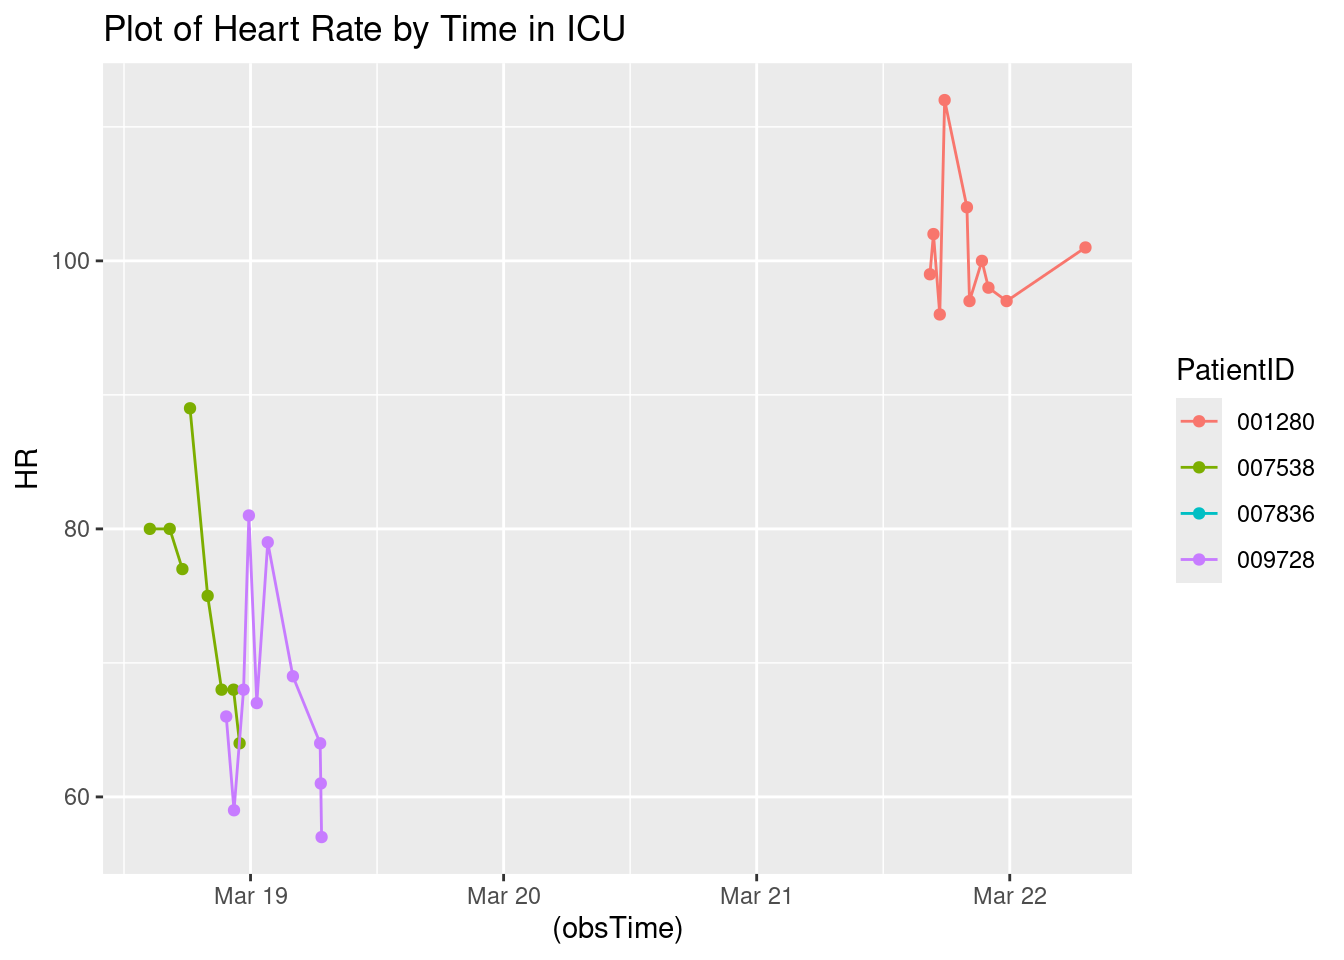 Plot of Heart Rate by Time in ICU
HR
100
80
60
Mar 19 Mar 20 Mar 21 Mar 22
(obsTime)
PatientID
001280
007538
007836
009728